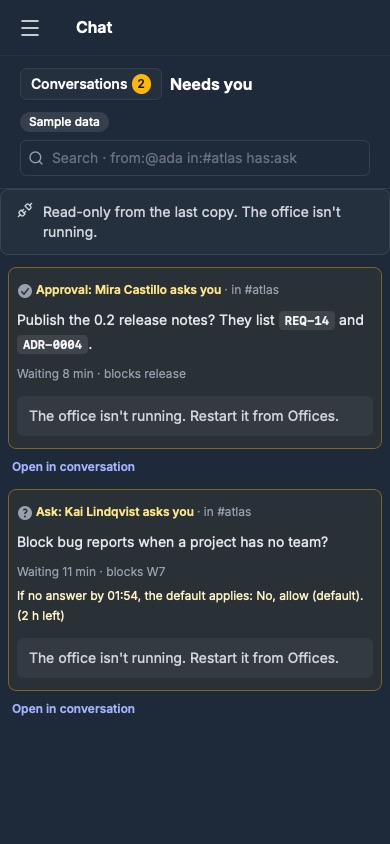 Chat
Conversations 2 Needs you
Sample data
Search · from:@ada in:#atlas has:ask
Read-only from the last copy. The office isn't
running.
Approval: Mira Castillo asks you · in #atlas
Publish the 0.2 release notes? They list REQ-14 and
ADR-0004.
Waiting 8 min · blocks release
The office isn't running. Restart it from Offices.
Open in conversation
Ask: Kai Lindqvist asks you · in #atlas
Block bug reports when a project has no team?
Waiting 11 min · blocks W7
If no answer by 01:54, the default applies: No, allow (default).
(2 h left)
The office isn't running. Restart it from Offices.
Open in conversation